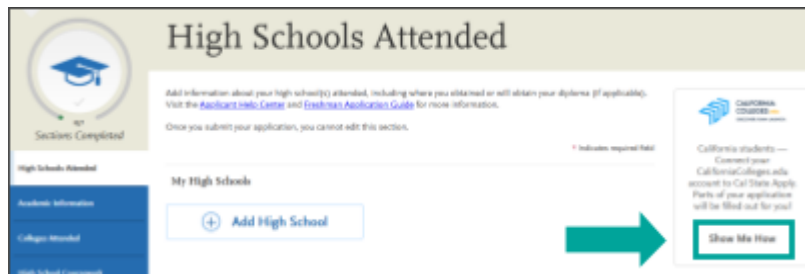 High Schools Attended
Add information about your high school(s) attended, including where you obtained or will obtain your diploma (if applicable).
Visit the Applicant Help Center and Freshman Application Guide for more information.
Once you submit your application, you cannot edit this section.
* Indicates required field
Sections Completed
High Schools Attended
Academic Information
Colleges Attended
High School Coursework
My High Schools
Add High School
CALIFORNIA
COLLEGES
California students —
Connect your
CaliforniaColleges.edu
account to Cal State Apply.
Parts of your application
will be filled out for you!
Show Me How